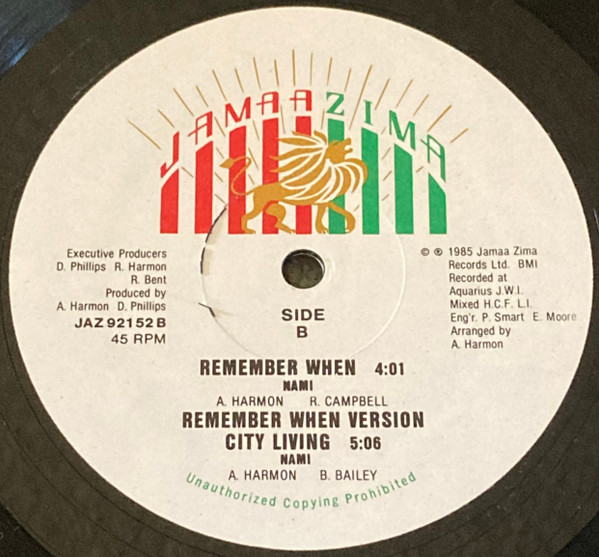 JAMAAZIMA
Executive Producers
D. Phillips R. Harmon
R. Bent
Produced by
A. Harmon D. Phillips
JAZ 92152 B
45 RPM
© ℗ 1985 Jamaa Zima
Records Ltd. BMI
Recorded at
Aquarius J.W.I.
Mixed H.C.F. L.I.
Eng'r. P. Smart E. Moore
Arranged by
A. Harmon
SIDE
B
REMEMBER WHEN 4:01
NAMI
A. HARMON R. CAMPBELL
REMEMBER WHEN VERSION
CITY LIVING 5:06
NAMI
A. HARMON B. BAILEY
Unauthorized Copying Prohibited